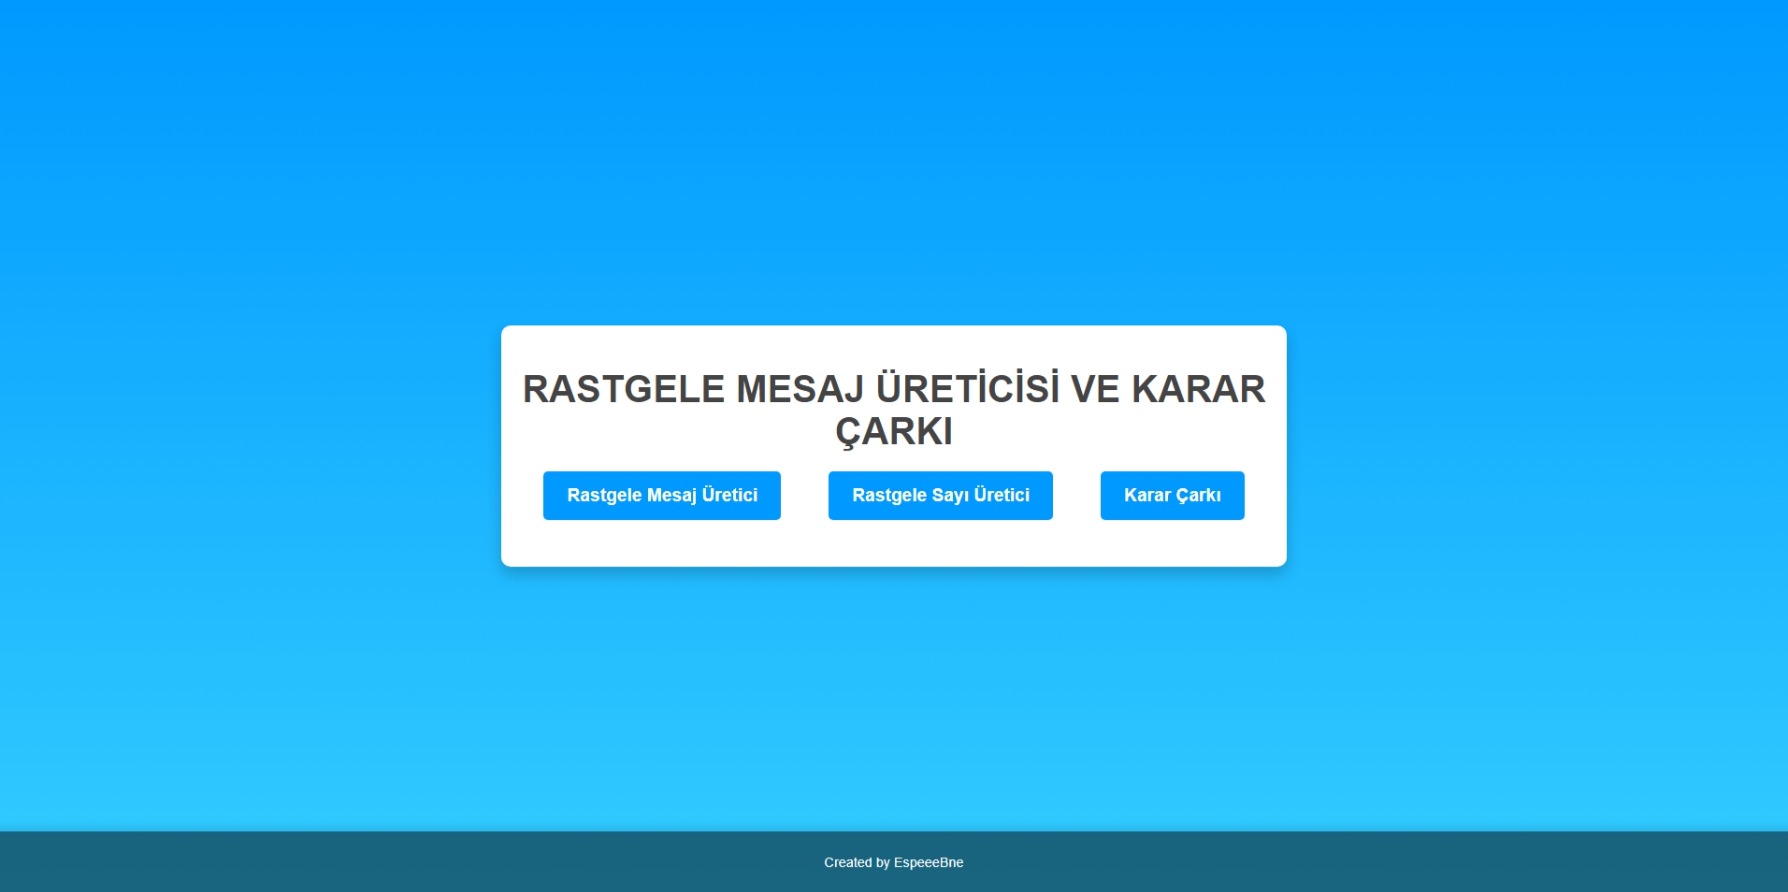 RASTGELE MESAJ ÜRETİCİSİ VE KARAR
ÇARKI
Rastgele Mesaj Üretici
Rastgele Sayı Üretici
Karar Çarkı
Created by EspeeeBne